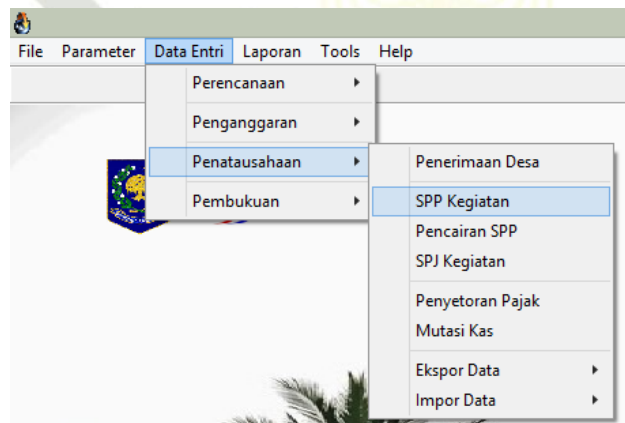 File Parameter Data Entri Laporan Tools Help
Perencanaan
Penganggaran
Penatausahaan
Pembukuan
Penerimaan Desa
SPP Kegiatan
Pencairan SPP
SPJ Kegiatan
Penyetoran Pajak
Mutasi Kas
Ekspor Data
Impor Data